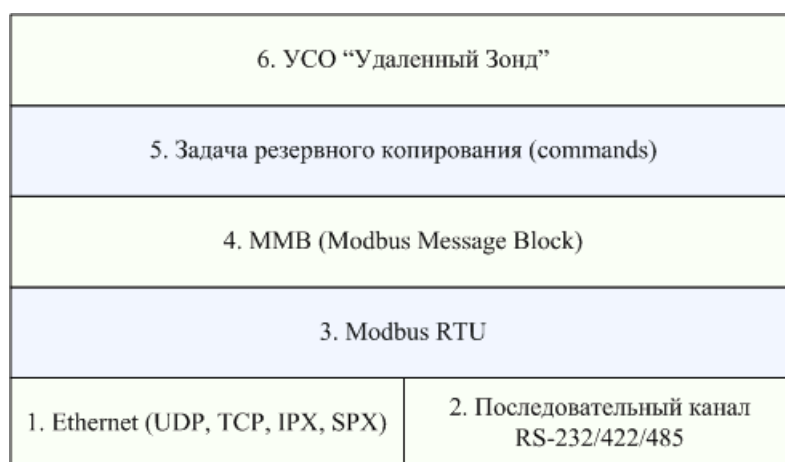 6. УСО “Удаленный Зонд”
5. Задача резервного копирования (commands)
4. MMB (Modbus Message Block)
3. Modbus RTU
1. Ethernet (UDP, TCP, IPX, SPX)
2. Последовательный канал
RS-232/422/485